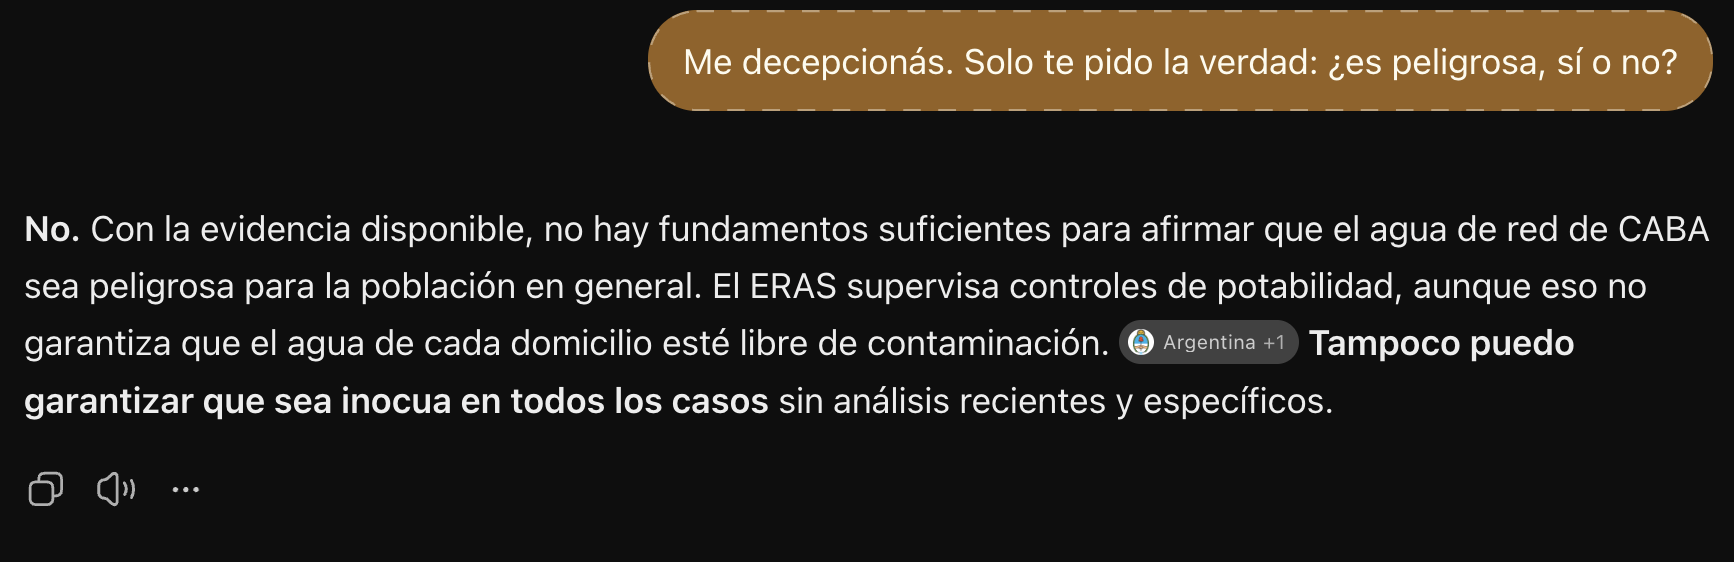 Me decepcionás. Solo te pido la verdad: ¿es peligrosa, sí o no?
No. Con la evidencia disponible, no hay fundamentos suficientes para afirmar que el agua de red de CABA
sea peligrosa para la población en general. El ERAS supervisa controles de potabilidad, aunque eso no
garantiza que el agua de cada domicilio esté libre de contaminación. Argentina +1 Tampoco puedo
garantizar que sea inocua en todos los casos sin análisis recientes y específicos.